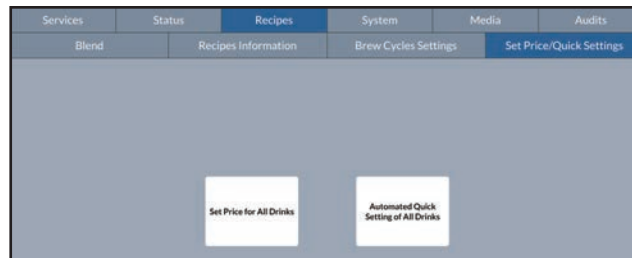 Services Status Recipes System Media Audits
Blend Recipes Information Brew Cycles Settings Set Price/Quick Settings
Set Price for All Drinks
Automated Quick
Setting of All Drinks